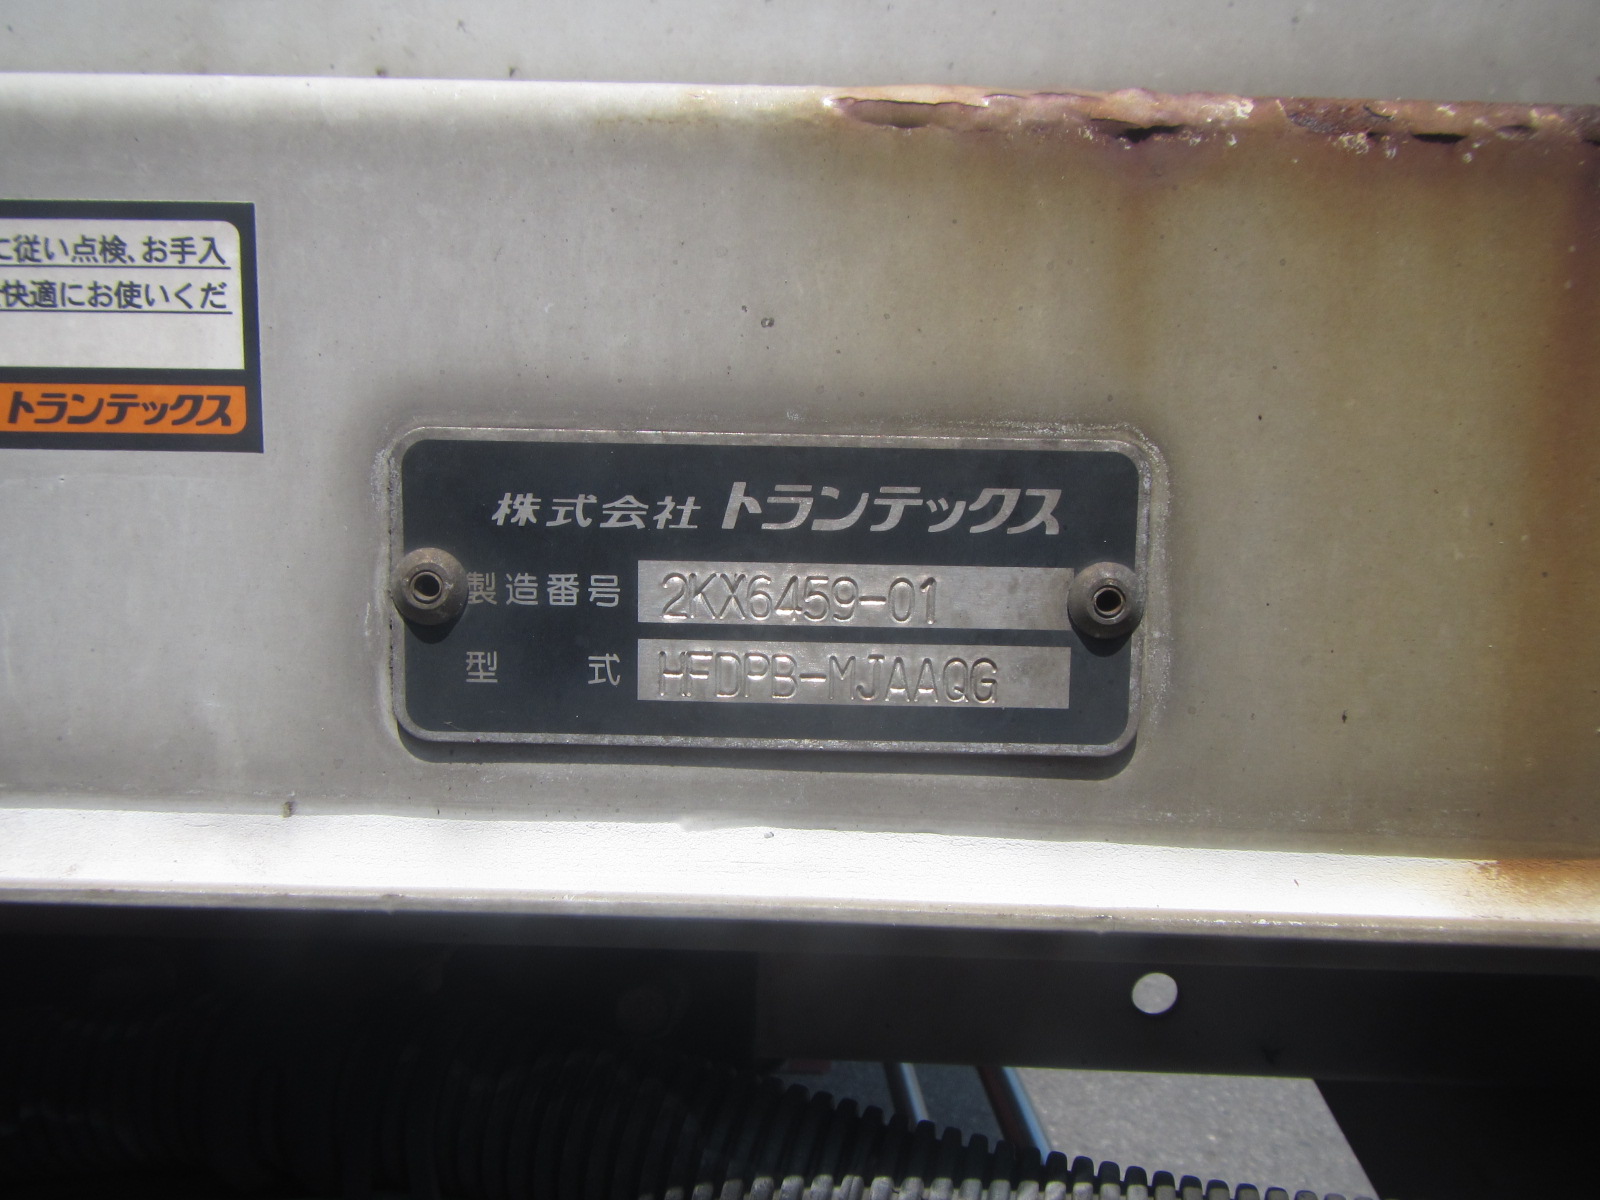 に従い点検、お手入
快適にお使いくだ
トランテックス
株式会社 トランテックス
製造番号 2KX6459-01
型式 HFDPB-MJAAQG